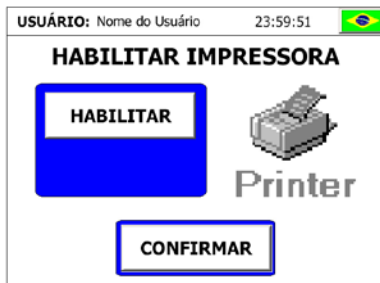 USUÁRIO: Nome do Usuário 23:59:51
HABILITAR IMPRESSORA
HABILITAR
Printer
CONFIRMAR